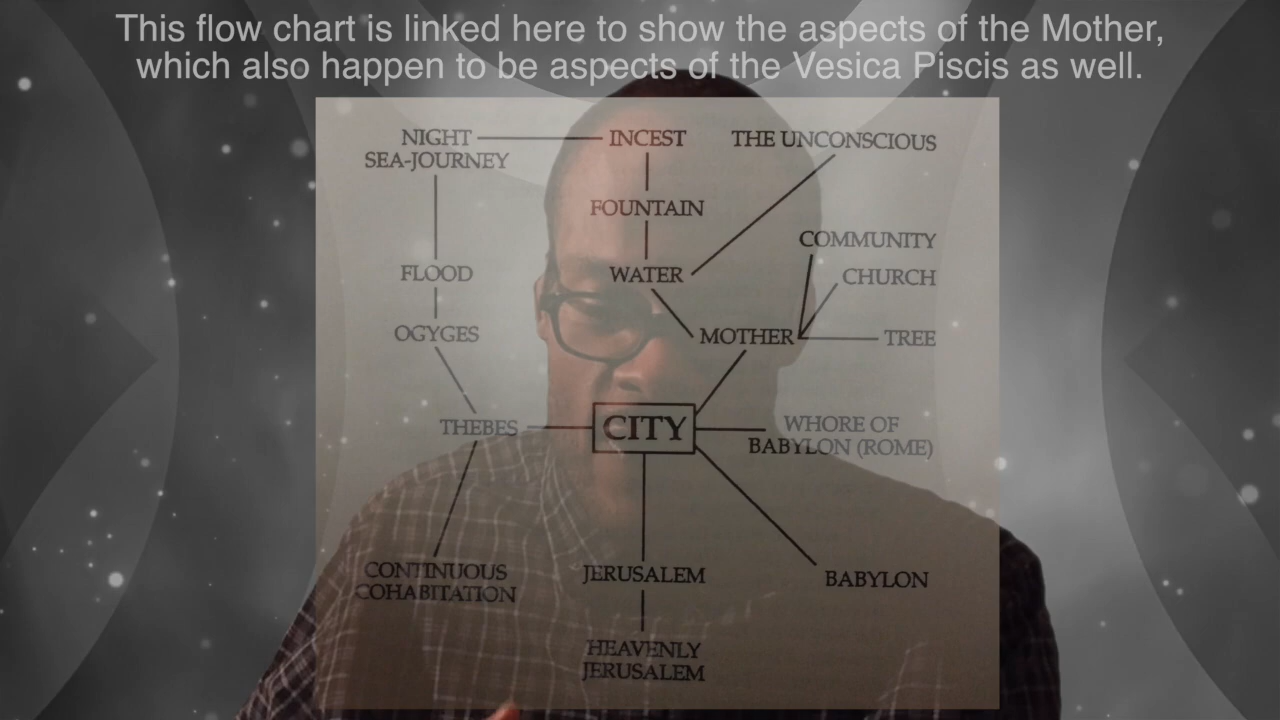 This flow chart is linked here to show the aspects of the Mother,
which also happen to be aspects of the Vesica Piscis as well.
NIGHT
SEA-JOURNEY
INCEST
THE UNCONSCIOUS
FOUNTAIN
COMMUNITY
FLOOD
WATER
CHURCH
OGYGES
MOTHER
TREE
THEBES
CITY
WHORE OF
BABYLON (ROME)
CONTINUOUS
COHABITATION
JERUSALEM
BABYLON
HEAVENLY
JERUSALEM